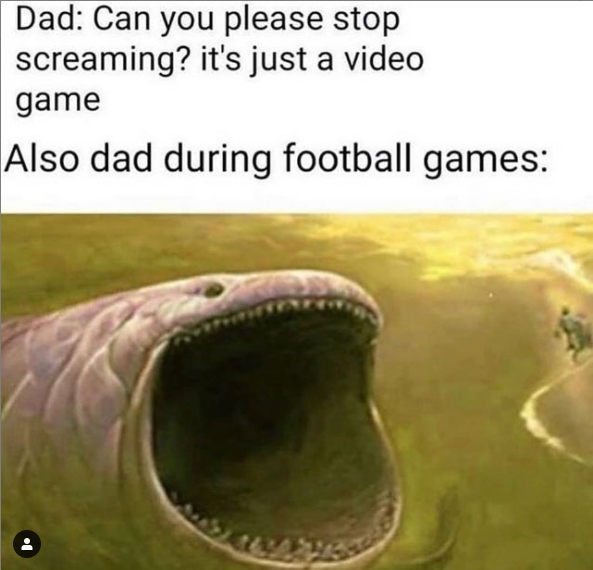 Dad: Can you please stop
screaming? it's just a video
game
Also dad during football games: